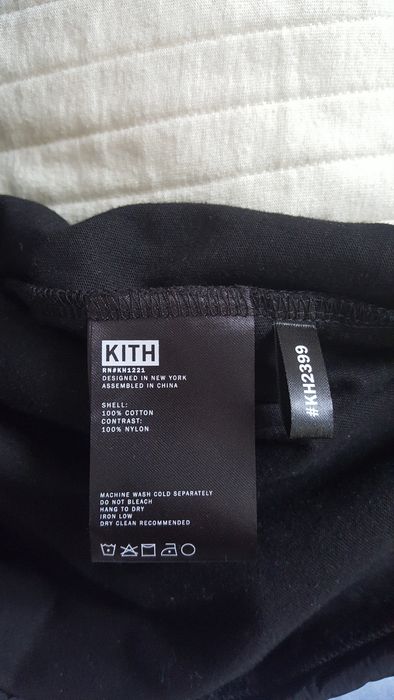 KITH
RN#KH1221
DESIGNED IN NEW YORK
ASSEMBLED IN CHINA
SHELL:
100% COTTON
CONTRAST:
100% NYLON
MACHINE WASH COLD SEPARATELY
DO NOT BLEACH
HANG TO DRY
IRON LOW
DRY CLEAN RECOMMENDED
#KH2399